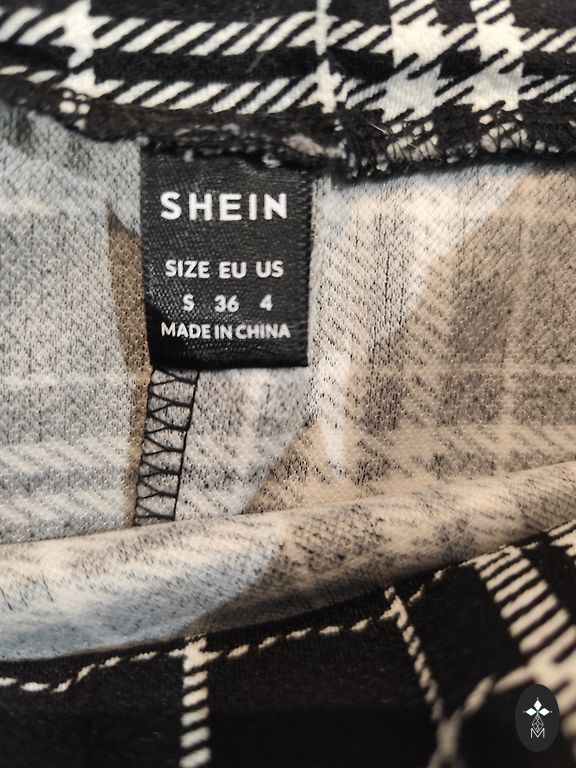 SHEIN
SIZE EU US
S 36 4
MADE IN CHINA
M